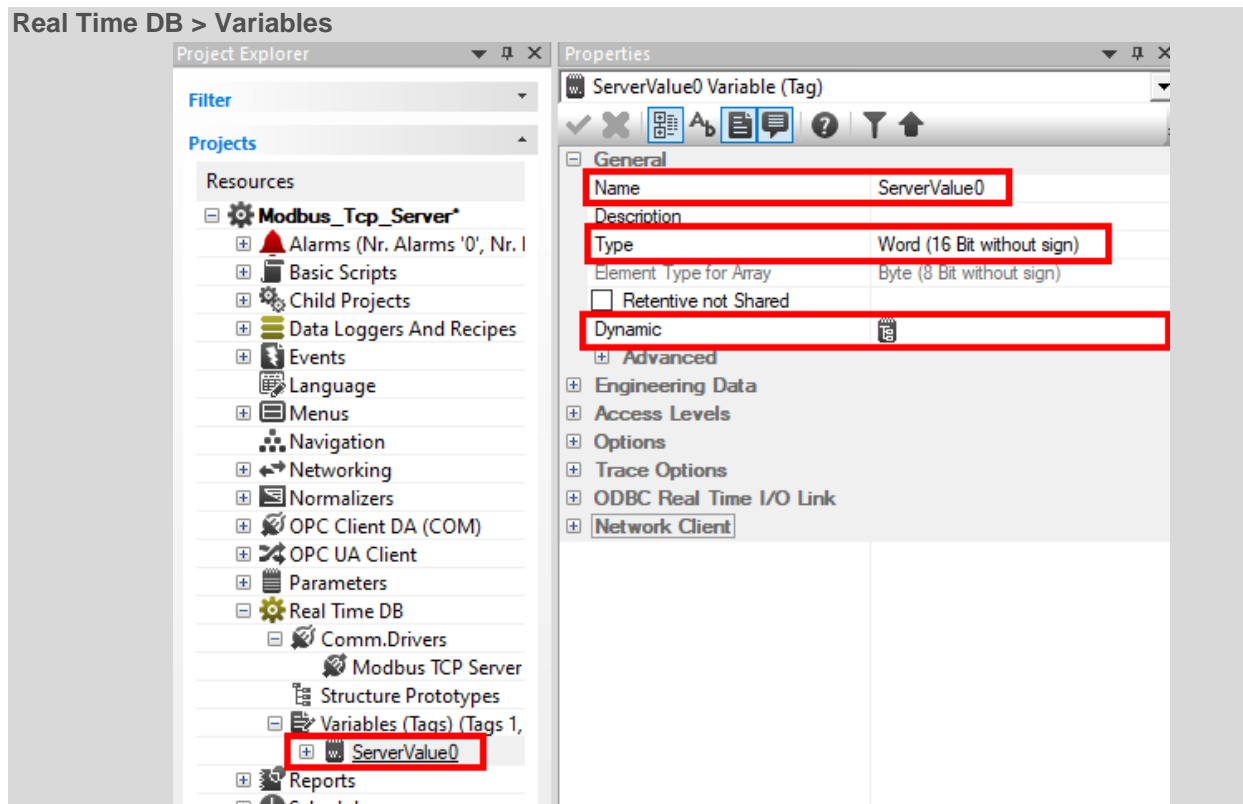 Real Time DB > Variables
Project Explorer
Filter
Projects
Resources
Modbus_Tcp_Server*
Alarms (Nr. Alarms '0', Nr. I
Basic Scripts
Child Projects
Data Loggers And Recipes
Events
Language
Menus
Navigation
Networking
Normalizers
OPC Client DA (COM)
OPC UA Client
Parameters
Real Time DB
Comm.Drivers
Modbus TCP Server
Structure Prototypes
Variables (Tags) (Tags 1,
ServerValue0
Reports
Properties
ServerValue0 Variable (Tag)
General
Name ServerValue0
Description
Type Word (16 Bit without sign)
Element Type for Array Byte (8 Bit without sign)
Retentive not Shared
Dynamic
Advanced
Engineering Data
Access Levels
Options
Trace Options
ODBC Real Time I/O Link
Network Client